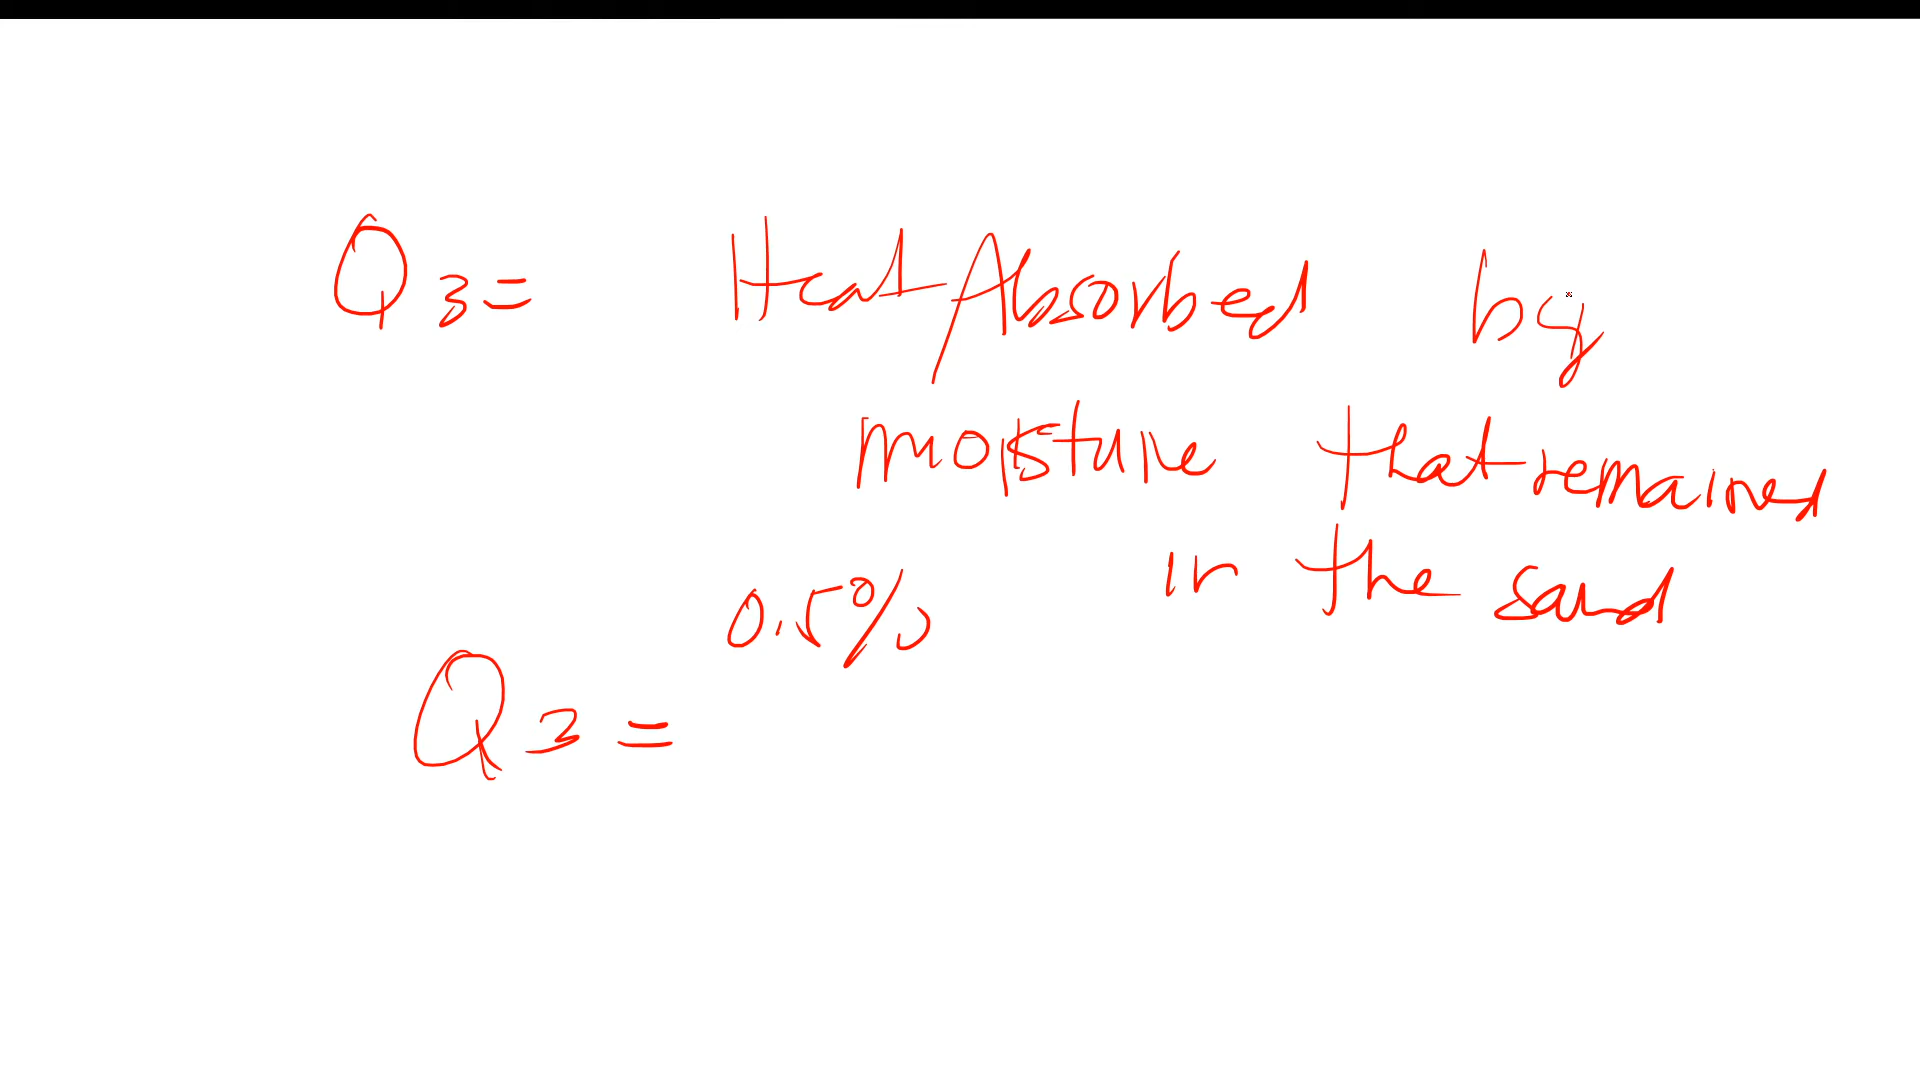 Q3= Heat Absorbed by
moisture that remained
in the sand
0.5%
Q3=